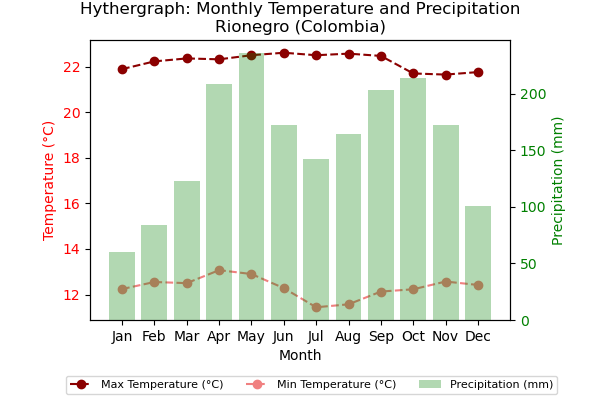 Hythergraph: Monthly Temperature and Precipitation
Rionegro (Colombia)
Temperature (°C)
22
20
18
16
14
12
Precipitation (mm)
200
150
100
50
0
Jan Feb Mar Apr May Jun Jul Aug Sep Oct Nov Dec
Month
Max Temperature (°C) Min Temperature (°C) Precipitation (mm)